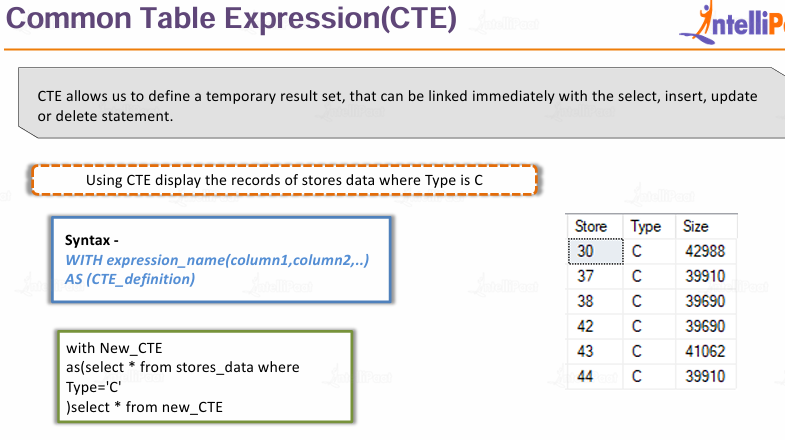 Common Table Expression(CTE)
IntelliPa
CTE allows us to define a temporary result set, that can be linked immediately with the select, insert, update
or delete statement.
Using CTE display the records of stores data where Type is C
Syntax -
WITH expression_name(column1,column2,..)
AS (CTE_definition)
with New_CTE
as(select * from stores_data where
Type='C'
)select * from new_CTE
Store Type Size
30 C 42988
37 C 39910
38 C 39690
42 C 39690
43 C 41062
44 C 39910